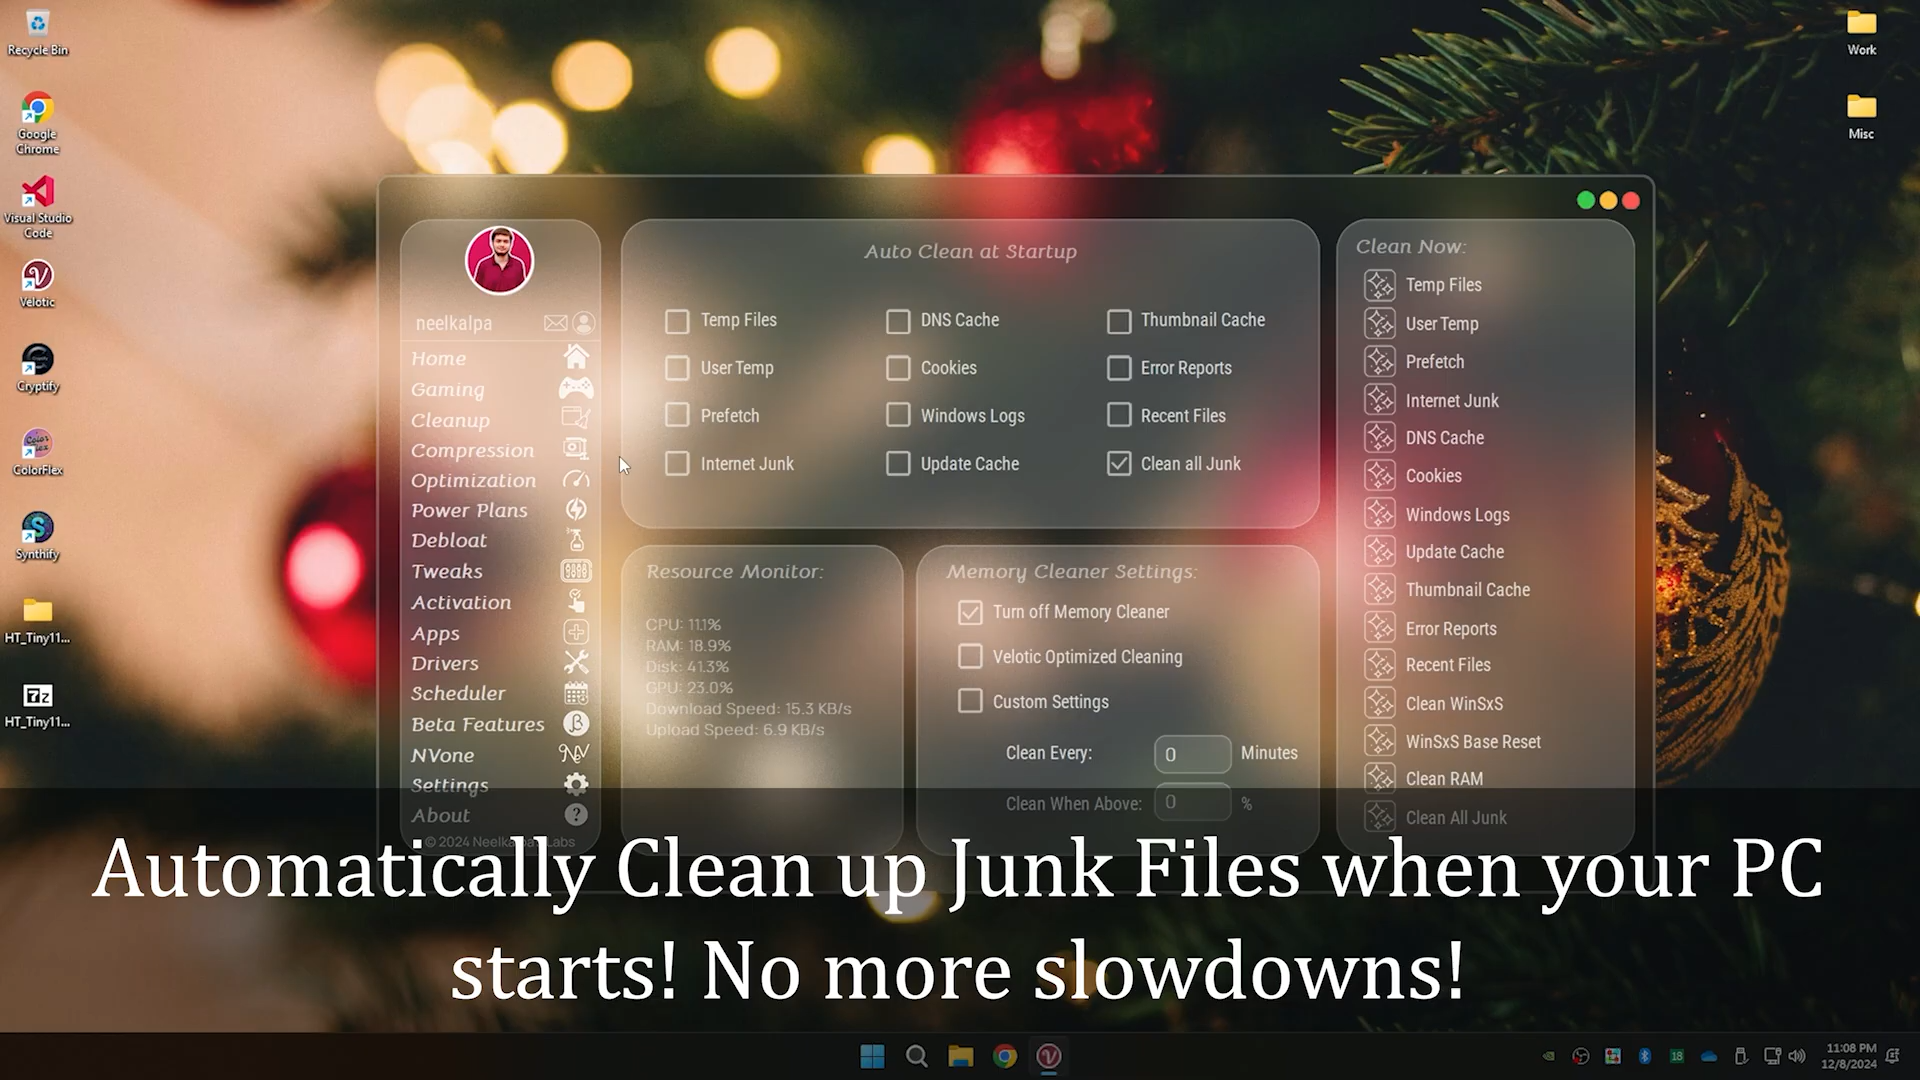 Recycle Bin
Google
Chrome
Visual Studio
Code
Velotic
Cryptify
ColorFlex
Synthify
HT_Tiny11...
HT_Tiny11...
Work
Misc
neelkalpa
Home
Gaming
Cleanup
Compression
Optimization
Power Plans
Debloat
Tweaks
Activation
Apps
Drivers
Scheduler
Beta Features
NVone
Settings
About
© 2024 Neelkalpa Labs
Auto Clean at Startup
Temp Files
DNS Cache
Thumbnail Cache
User Temp
Cookies
Error Reports
Prefetch
Windows Logs
Recent Files
Internet Junk
Update Cache
Clean all Junk
Resource Monitor:
CPU: 11.1%
RAM: 18.9%
Disk: 41.3%
GPU: 23.0%
Download Speed: 15.3 KB/s
Upload Speed: 6.9 KB/s
Memory Cleaner Settings:
Turn off Memory Cleaner
Velotic Optimized Cleaning
Custom Settings
Clean Every: 0 Minutes
Clean When Above: 0 %
Clean Now:
Temp Files
User Temp
Prefetch
Internet Junk
DNS Cache
Cookies
Windows Logs
Update Cache
Thumbnail Cache
Error Reports
Recent Files
Clean WinSxS
WinSxS Base Reset
Clean RAM
Clean All Junk
Automatically Clean up Junk Files when your PC
starts! No more slowdowns!
18
11:08 PM
12/8/2024